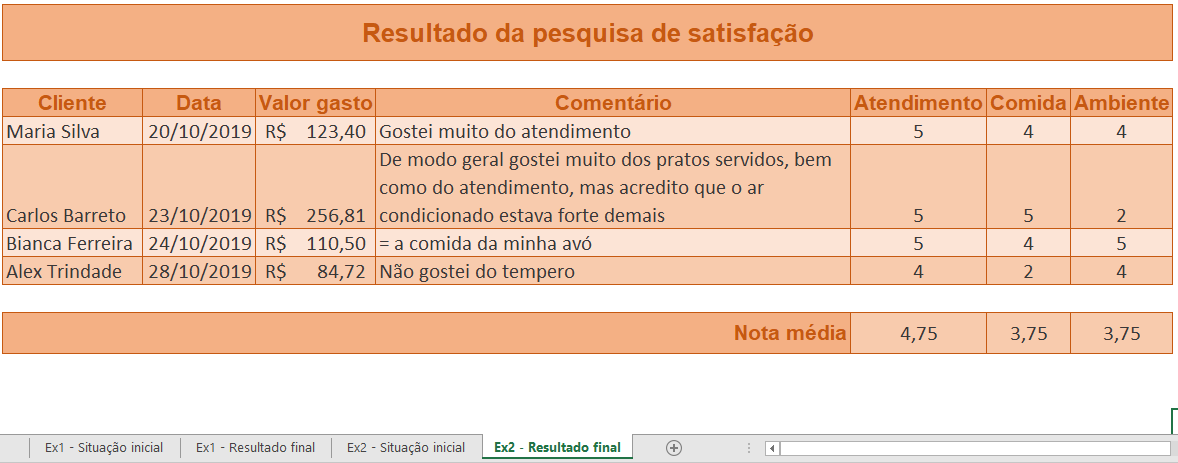 Resultado da pesquisa de satisfação
Cliente Data Valor gasto Comentário Atendimento Comida Ambiente
Maria Silva 20/10/2019 R$ 123,40 Gostei muito do atendimento 5 4 4
De modo geral gostei muito dos pratos servidos, bem
como do atendimento, mas acredito que o ar
Carlos Barreto 23/10/2019 R$ 256,81 condicionado estava forte demais 5 5 2
Bianca Ferreira 24/10/2019 R$ 110,50 = a comida da minha avó 5 4 5
Alex Trindade 28/10/2019 R$ 84,72 Não gostei do tempero 4 2 4
Nota média 4,75 3,75 3,75
Ex1 - Situação inicial Ex1 - Resultado final Ex2 - Situação inicial Ex2 - Resultado final